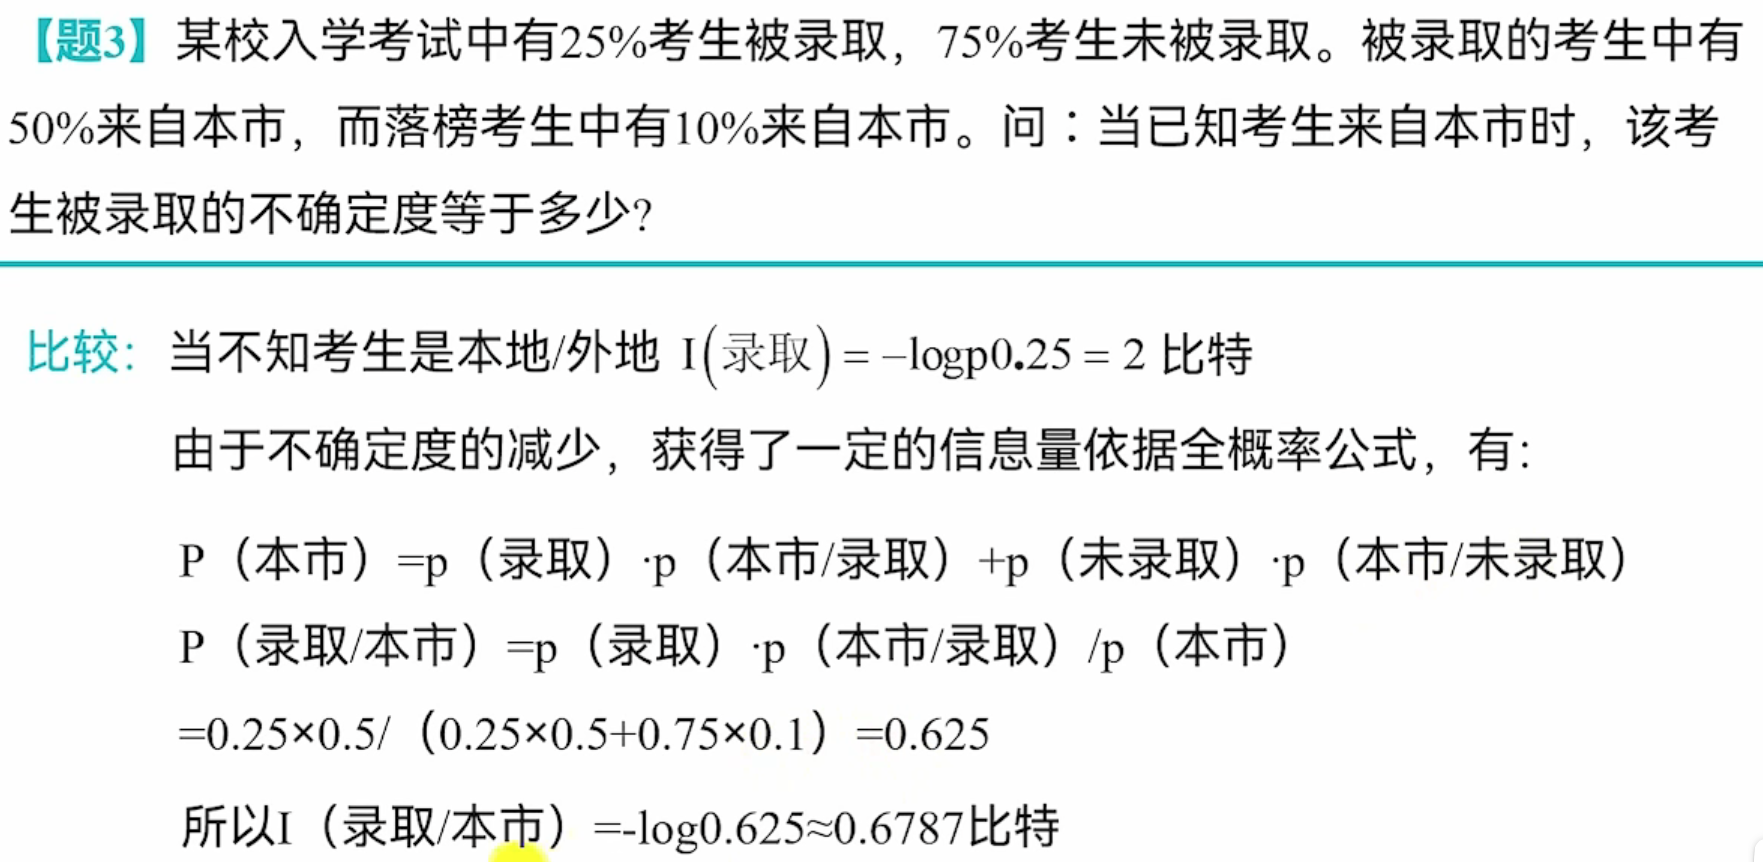 【题3】某校入学考试中有25%考生被录取，75%考生未被录取。被录取的考生中有
50%来自本市，而落榜考生中有10%来自本市。问：当已知考生来自本市时，该考
生被录取的不确定度等于多少?
比较：当不知考生是本地/外地 I(录取)= −logp0.25 = 2 比特
由于不确定度的减少，获得了一定的信息量依据全概率公式，有：
P（本市）=p（录取）·p（本市/录取）+p（未录取）·p（本市/未录取）
P（录取/本市）=p（录取）·p（本市/录取）/p（本市）
=0.25×0.5/（0.25×0.5+0.75×0.1）=0.625
所以I（录取/本市）=-log0.625≈0.6787比特